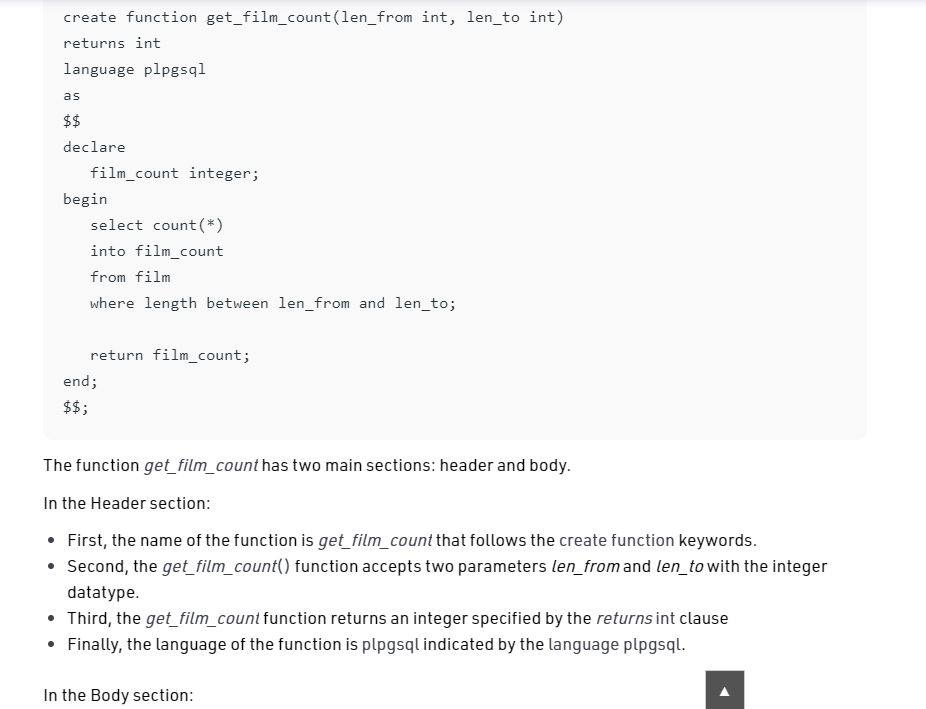 create function get_film_count(len_from int, len_to int)
returns int
language plpgsql
as
$$
declare
film_count integer;
begin
select count(*)
into film_count
from film
where length between len_from and len_to;
return film_count;
end;
$$;
The function get_film_count has two main sections: header and body.
In the Header section:
• First, the name of the function is get_film_count that follows the create function keywords.
• Second, the get_film_count() function accepts two parameters len_from and len_to with the integer
datatype.
• Third, the get_film_count function returns an integer specified by the returns int clause
• Finally, the language of the function is plpgsql indicated by the language plpgsql.
In the Body section: